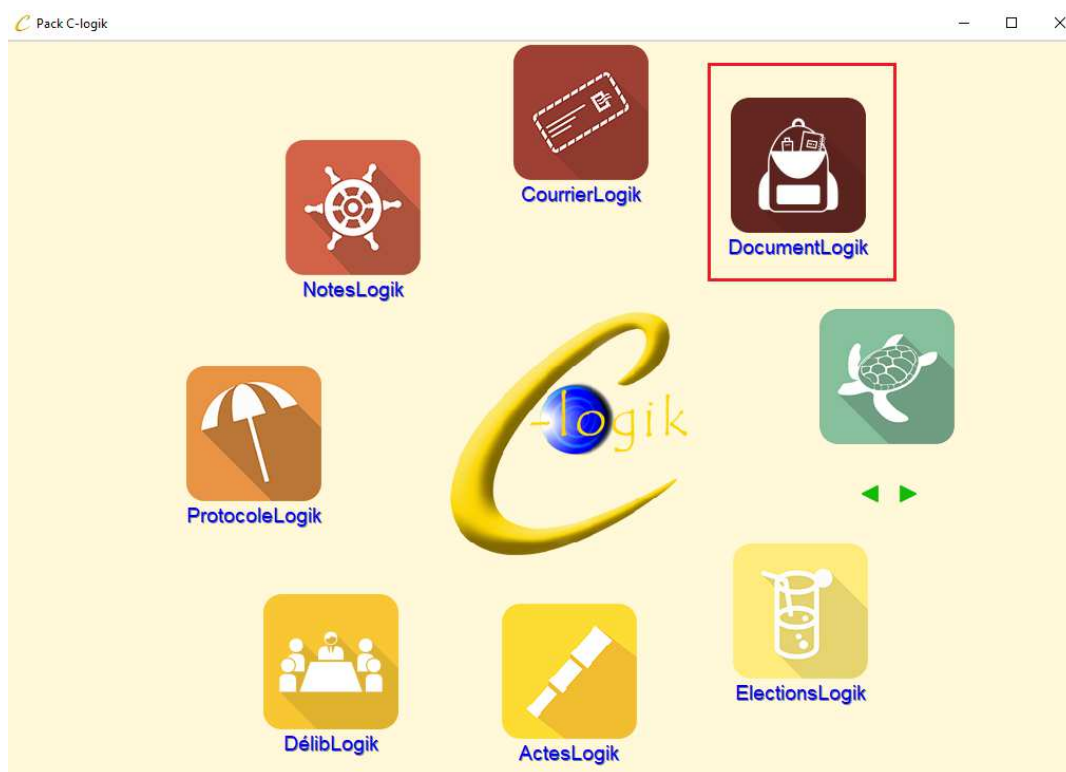 Pack C-logik
CourrierLogik
DocumentLogik
NotesLogik
C-logik
ProtocoleLogik
ElectionsLogik
DélibLogik
ActesLogik